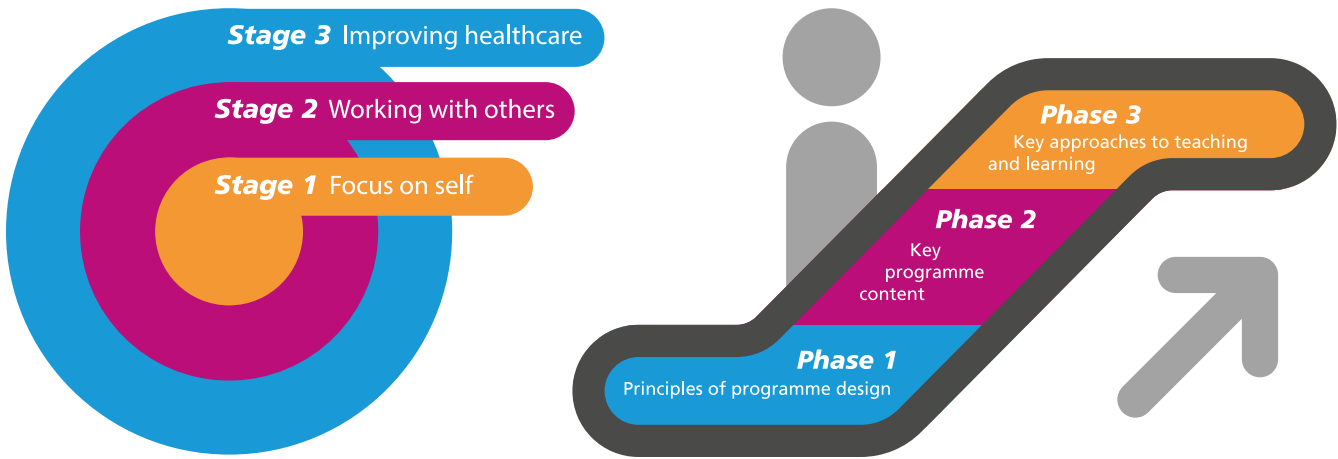 Stage 3 Improving healthcare
Stage 2 Working with others
Stage 1 Focus on self
Phase 3
Key approaches to teaching
and learning
Phase 2
Key
programme
content
Phase 1
Principles of programme design